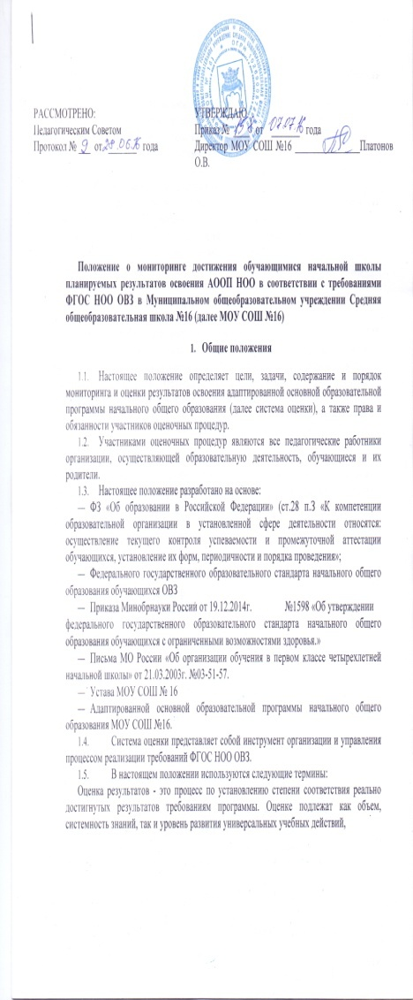 РАССМОТРЕНО:
Педагогическим Советом
Протокол № 9 от 28.06.16 года
УТВЕРЖДАЮ
Приказ № 158 от 07.07.16 года
Директор МОУ СОШ №16 Платонов
О.В.
Положение о мониторинге достижения обучающимися начальной школы
планируемых результатов освоения АООП НОО в соответствии с требованиями
ФГОС НОО ОВЗ в Муниципальном общеобразовательном учреждении Средняя
общеобразовательная школа №16 (далее МОУ СОШ №16)
1. Общие положения
1.1. Настоящее положение определяет цели, задачи, содержание и порядок
мониторинга и оценки результатов освоения адаптированной основной образовательной
программы начального общего образования (далее система оценки), а также права и
обязанности участников оценочных процедур.
1.2. Участниками оценочных процедур являются все педагогические работники
организации, осуществляющей образовательную деятельность, обучающиеся и их
родители.
1.3. Настоящее положение разработано на основе:
— ФЗ «Об образовании в Российской Федерации» (ст.28 п.З «К компетенции
образовательной организации в установленной сфере деятельности относятся:
осуществление текущего контроля успеваемости и промежуточной аттестации
обучающихся, установление их форм, периодичности и порядка проведения»;
— Федерального государственного образовательного стандарта начального общего
образования обучающихся ОВЗ
— Приказа Минобрнауки Россий от 19.12.2014г. №1598 «Об утверждении
федерального государственного образовательного стандарта начального общего
образования обучающихся с ограниченными возможностями здоровья.»
— Письма МО России «Об организации обучения в первом классе четырехлетней
начальной школы» от 21.03.2003г. №03-51-57.
— Устава МОУ СОШ № 16
— Адаптированной основной образовательной программы начального общего
образования МОУ СОШ №16.
1.4. Система оценки представляет собой инструмент организации и управления
процессом реализации требований ФГОС НОО ОВЗ.
1.5. В настоящем положении используются следующие термины:
Оценка результатов - это процесс по установлению степени соответствия реально
достигнутых результатов требованиям программы. Оценке подлежат как объем,
системность знаний, так и уровень развития универсальных учебных действий,